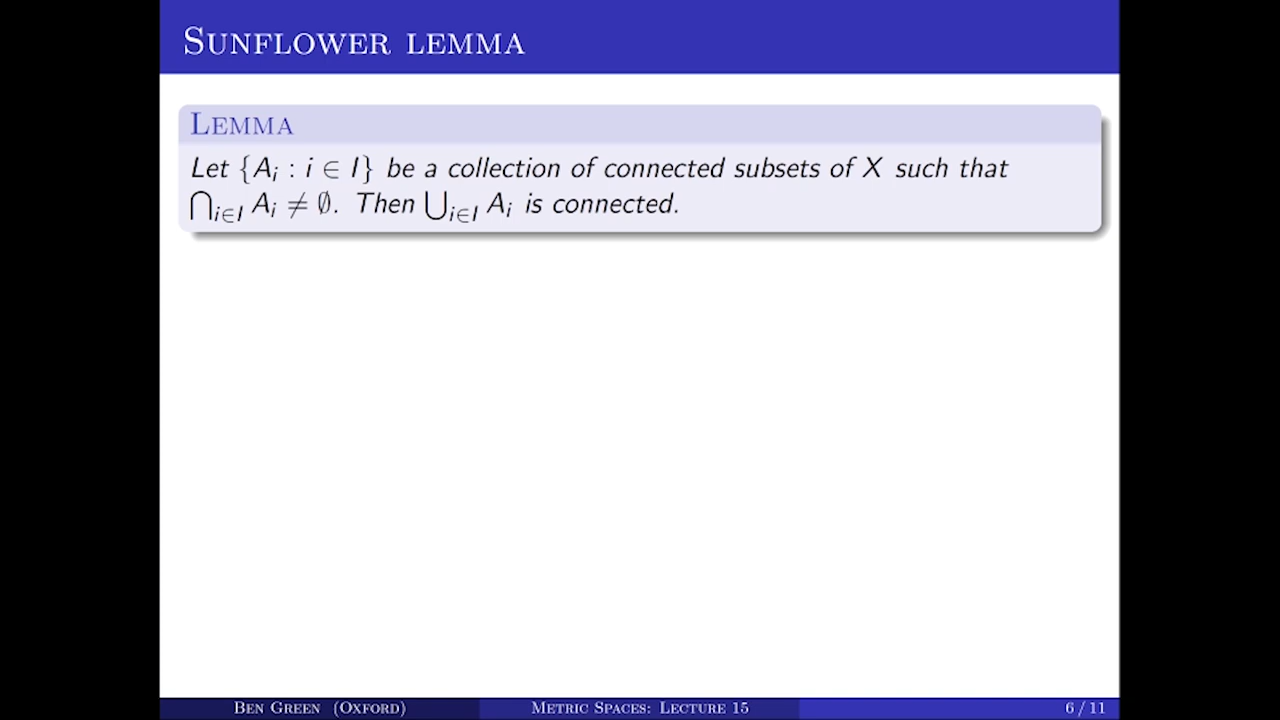 SUNFLOWER LEMMA
LEMMA
Let {A_i : i ∈ I} be a collection of connected subsets of X such that
⋂_{i∈I} A_i ≠ ∅. Then ⋃_{i∈I} A_i is connected.
BEN GREEN (OXFORD) METRIC SPACES: LECTURE 15 6 / 11